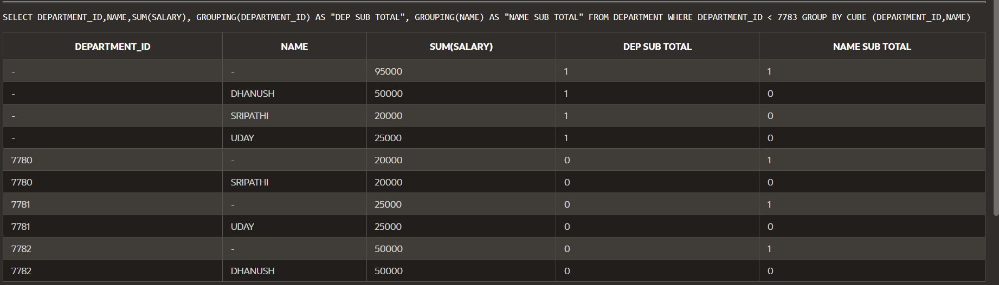 SELECT DEPARTMENT_ID,NAME,SUM(SALARY), GROUPING(DEPARTMENT_ID) AS "DEP SUB TOTAL", GROUPING(NAME) AS "NAME SUB TOTAL" FROM DEPARTMENT WHERE DEPARTMENT_ID < 7783 GROUP BY CUBE (DEPARTMENT_ID,NAME)
DEPARTMENT_ID NAME SUM(SALARY) DEP SUB TOTAL NAME SUB TOTAL
- - 95000 1 1
- DHANUSH 50000 1 0
- SRIPATHI 20000 1 0
- UDAY 25000 1 0
7780 - 20000 0 1
7780 SRIPATHI 20000 0 0
7781 - 25000 0 1
7781 UDAY 25000 0 0
7782 - 50000 0 1
7782 DHANUSH 50000 0 0